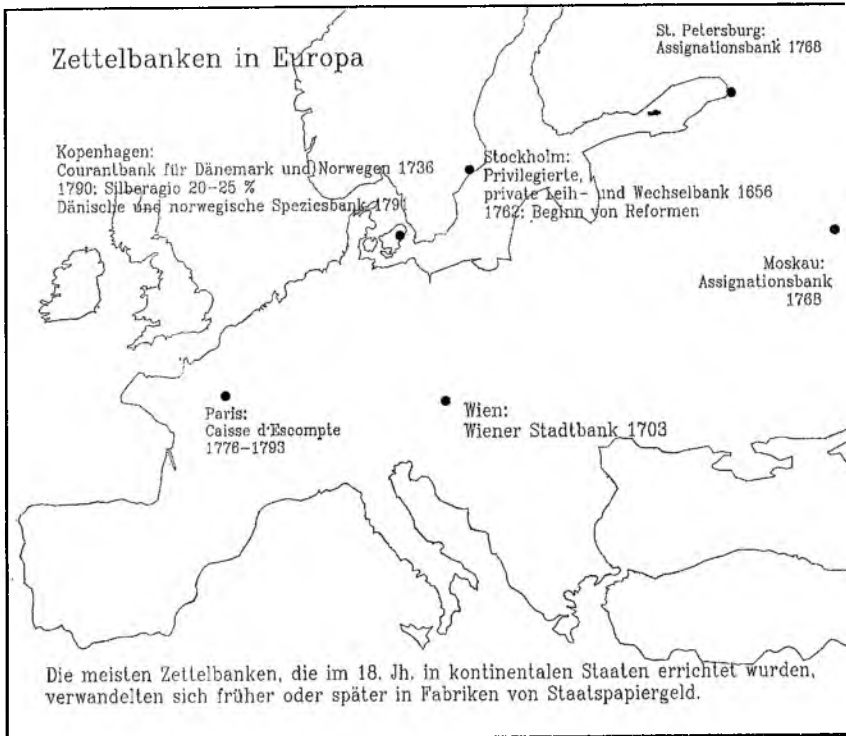 Zettelbanken in Europa
St. Petersburg:
Assignationsbank 1768
Kopenhagen:
Courantbank für Dänemark und Norwegen 1736
1790: Silberagio 20-25 %
Dänische und norwegische Speziesbank 1791
Stockholm:
Privilegierte,
private Leih- und Wechselbank 1656
1762: Beginn von Reformen
Moskau:
Assignationsbank
1768
Paris:
Caisse d'Escompte
1776-1793
Wien:
Wiener Stadtbank 1703
Die meisten Zettelbanken, die im 18. Jh. in kontinentalen Staaten errichtet wurden,
verwandelten sich früher oder später in Fabriken von Staatspapiergeld.